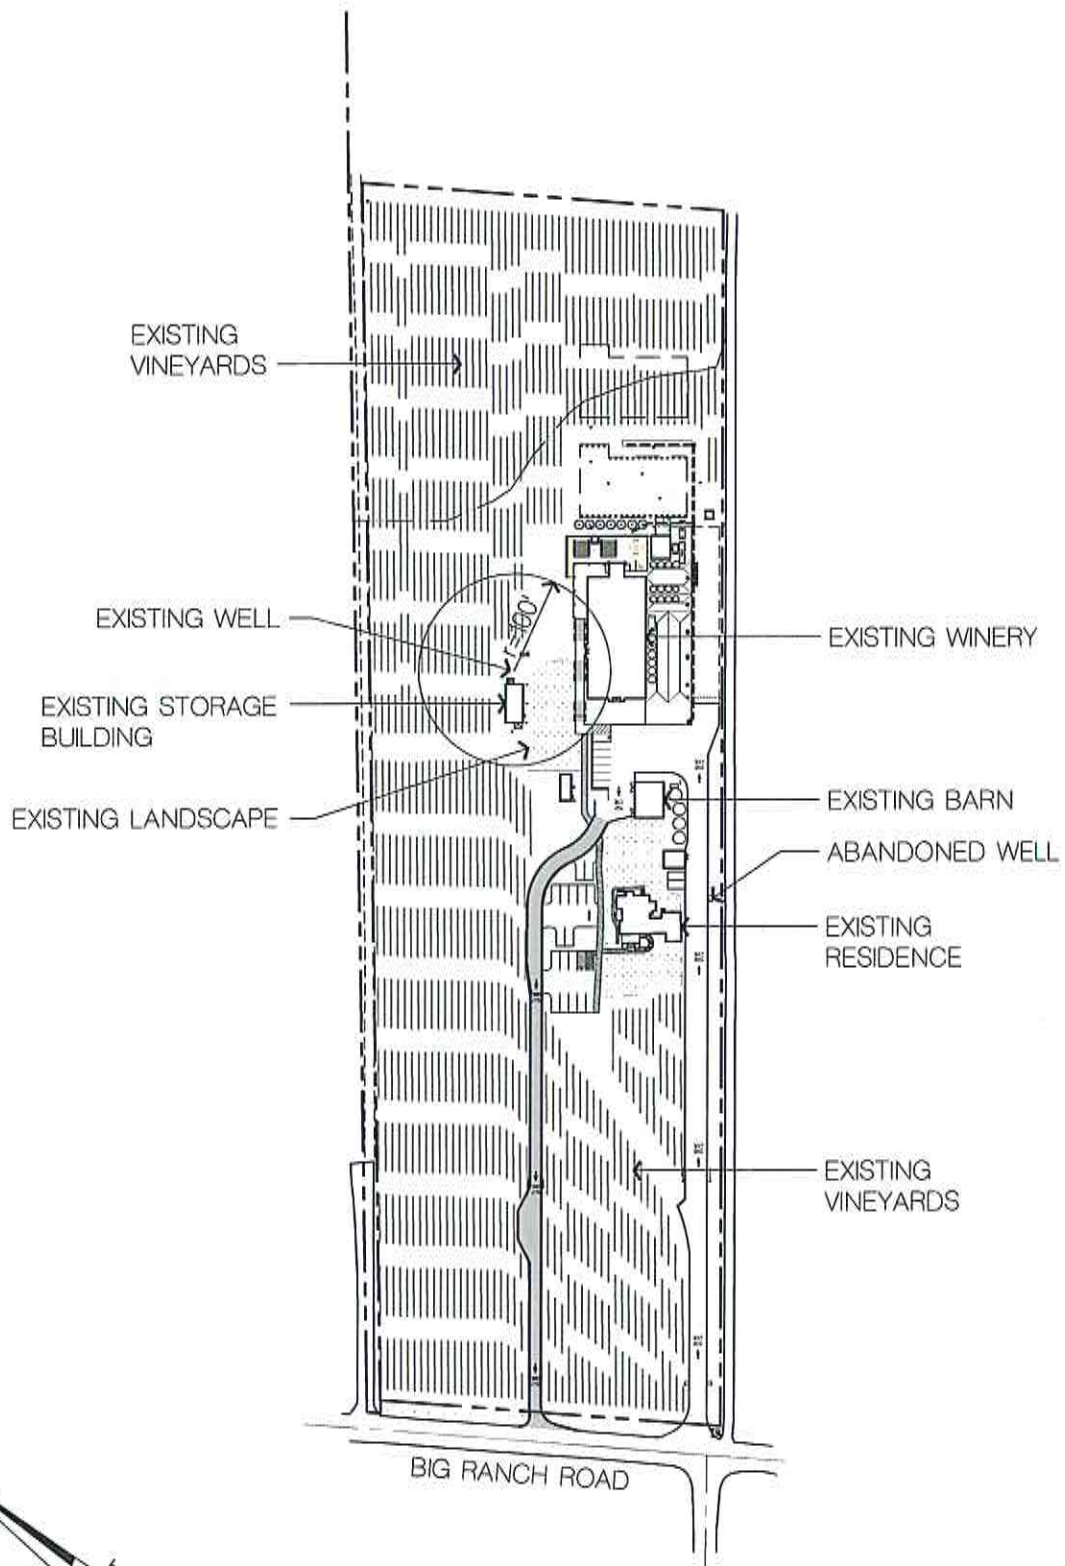 EXISTING
VINEYARDS
EXISTING WELL
r=100'
EXISTING WINERY
EXISTING STORAGE
BUILDING
EXISTING LANDSCAPE
EXISTING BARN
ABANDONED WELL
EXISTING
RESIDENCE
EXISTING
VINEYARDS
BIG RANCH ROAD